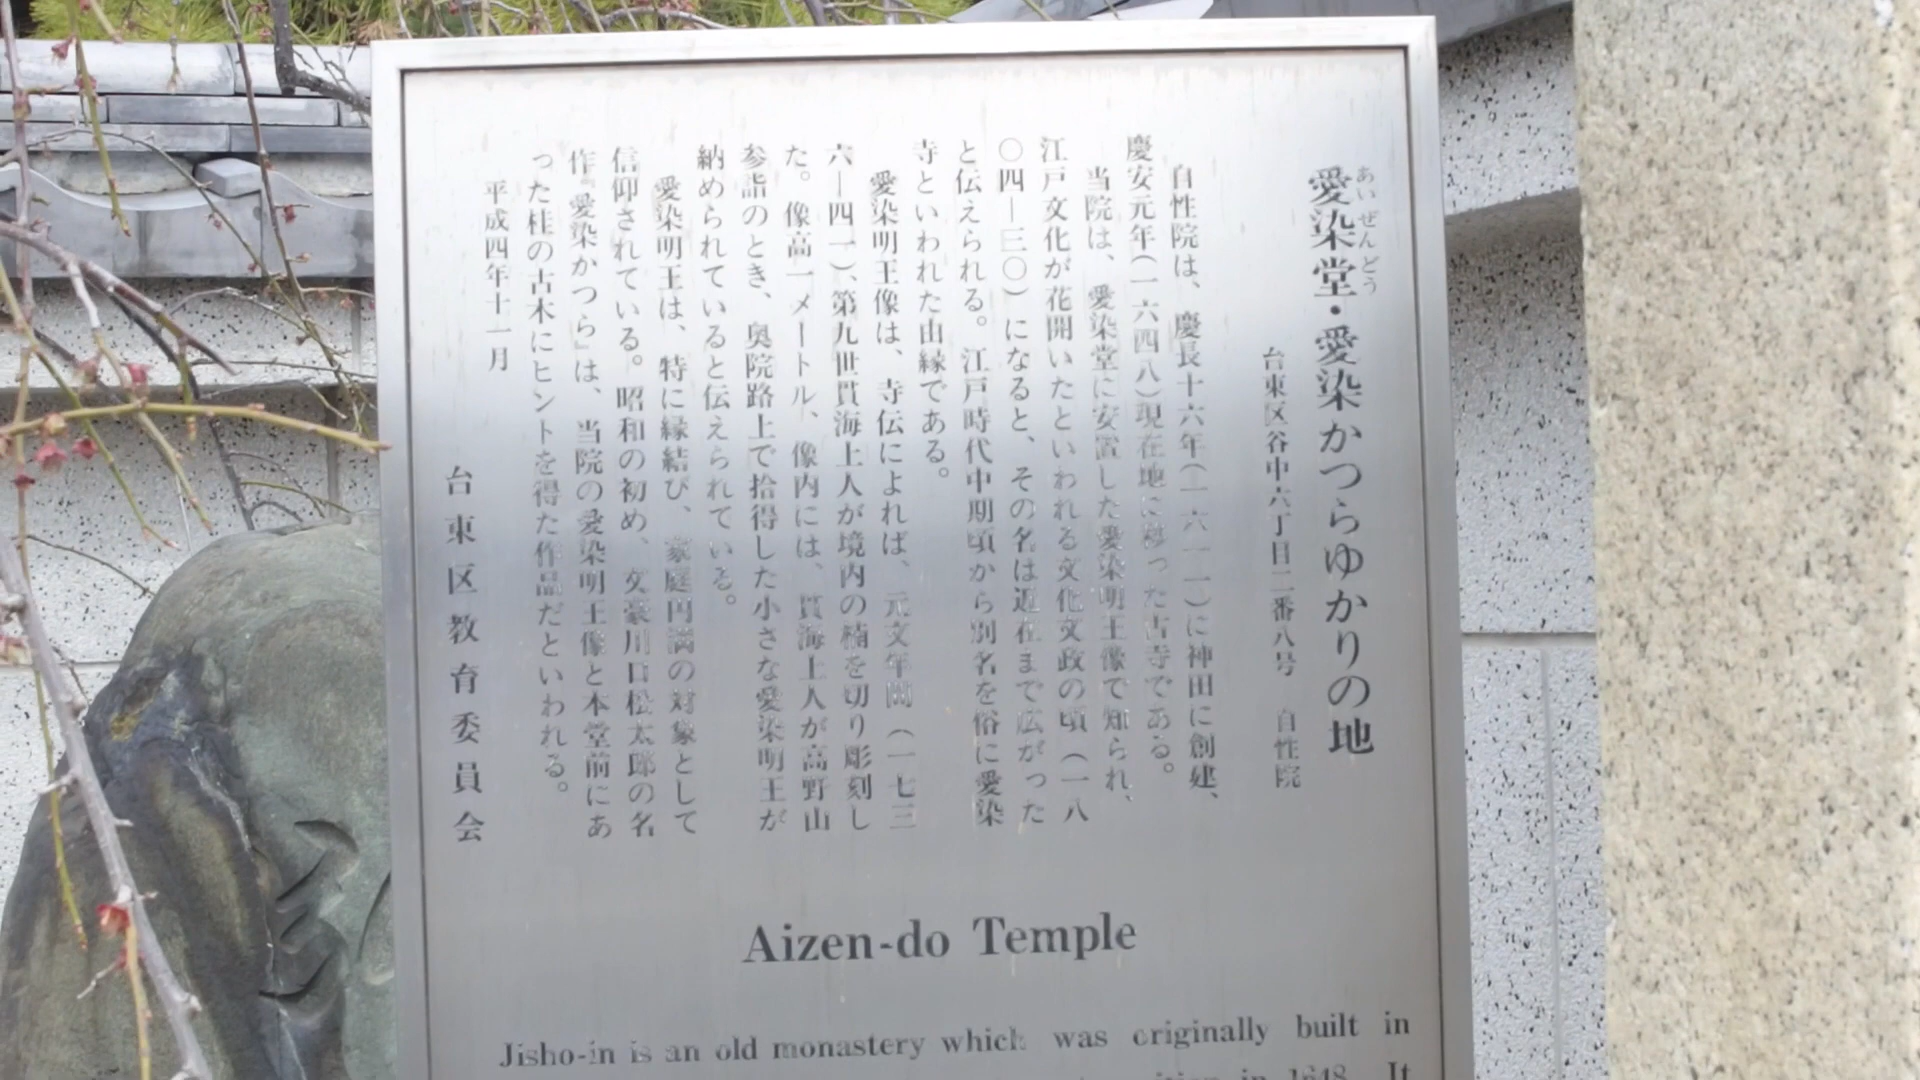 愛染堂・愛染かつらゆかりの地
あいぜんどう
台東区谷中六丁目二番八号 自性院
自性院は、慶長十六年(一六一一)に神田に創建、
慶安元年(一六四八)現在地に移った古寺である。
当院は、愛染堂に安置した愛染明王像で知られ、
江戸文化が花開いたといわれる文化文政の頃(一八
〇四―三〇)になると、その名は近在まで広がった
と伝えられる。江戸時代中期頃から別名を俗に愛染
寺といわれた由縁である。
愛染明王像は、寺伝によれば、元文年間(一七三
六―四一)、第九世貫海上人が境内の楠を切り彫刻し
た。像高一メートル、像内には、貫海上人が高野山
参詣のとき、奥院路上で拾得した小さな愛染明王が
納められていると伝えられている。
愛染明王は、特に縁結び、家庭円満の対象として
信仰されている。昭和の初め、文豪川口松太郎の名
作『愛染かつら』は、当院の愛染明王像と本堂前にあ
った桂の古木にヒントを得た作品だといわれる。
平成四年十一月
台東区教育委員会
Aizen-do Temple
Jisho-in is an old monastery which was originally built in
in 1648. It